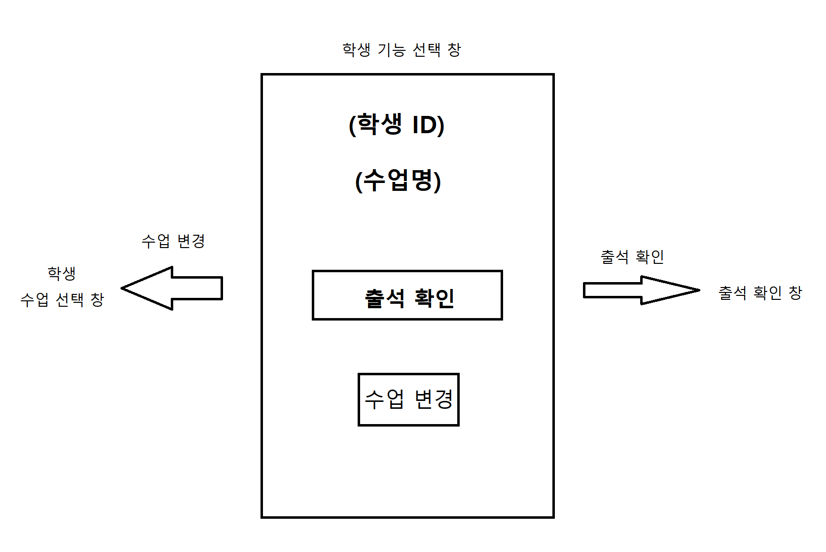 학생 기능 선택 창
(학생 ID)
(수업명)
수업 변경
학생
수업 선택 창
출석 확인
수업 변경
출석 확인
출석 확인 창